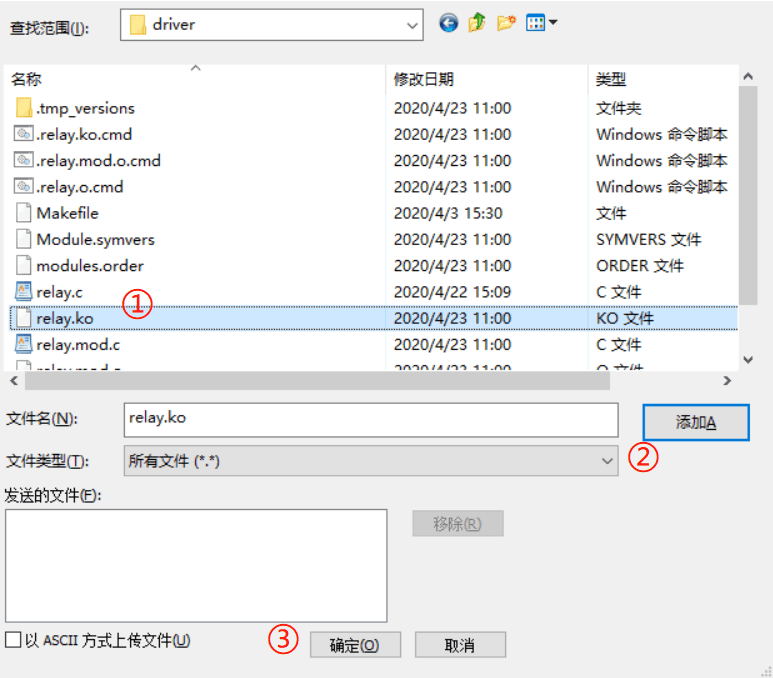 查找范围(I):
driver
名称 修改日期 类型
.tmp_versions 2020/4/23 11:00 文件夹
.relay.ko.cmd 2020/4/23 11:00 Windows 命令脚本
.relay.mod.o.cmd 2020/4/23 11:00 Windows 命令脚本
.relay.o.cmd 2020/4/23 11:00 Windows 命令脚本
Makefile 2020/4/3 15:30 文件
Module.symvers 2020/4/23 11:00 SYMVERS 文件
modules.order 2020/4/23 11:00 ORDER 文件
relay.c 2020/4/22 15:09 C 文件
①
relay.ko 2020/4/23 11:00 KO 文件
relay.mod.c 2020/4/23 11:00 C 文件
文件名(N): relay.ko 添加A
文件类型(T): 所有文件 (*.*) ②
发送的文件(F):
移除(R)
以 ASCII 方式上传文件(U) ③ 确定(O) 取消